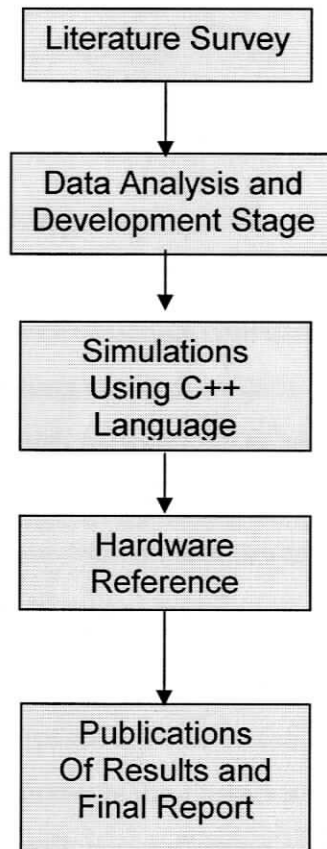 Literature Survey
Data Analysis and
Development Stage
Simulations
Using C++
Language
Hardware
Reference
Publications
Of Results and
Final Report